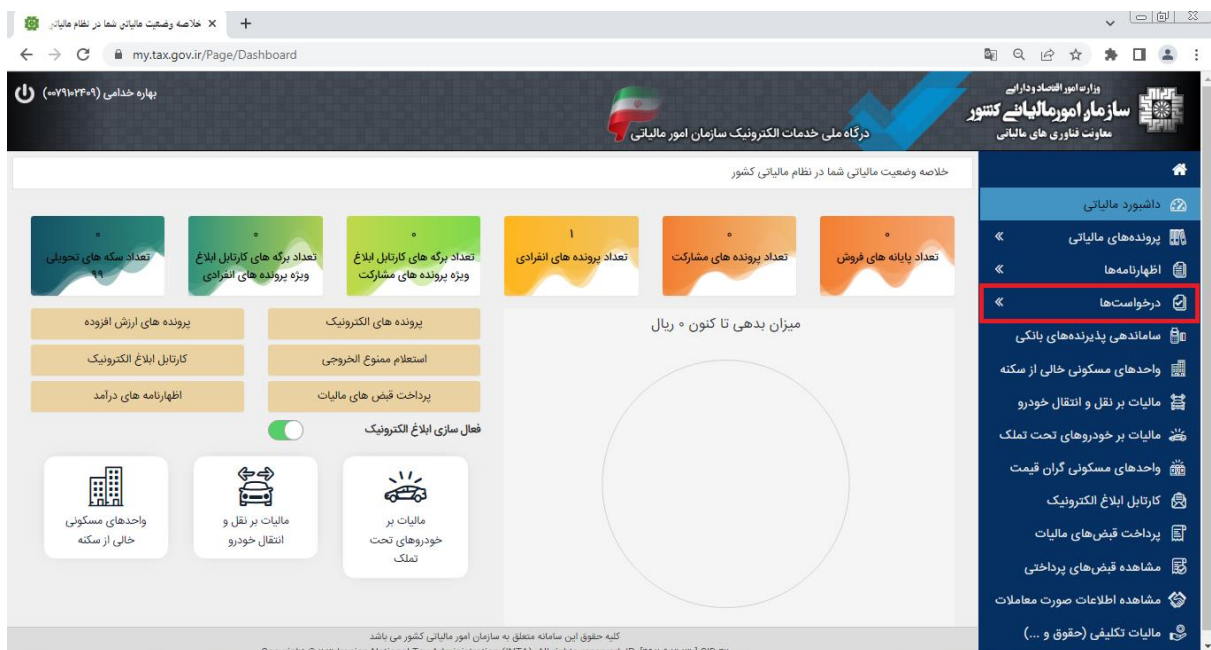 خلاصه وضعیت مالیاتی شما در نظام مالیاتی
my.tax.gov.ir/Page/Dashboard
بهاره خدامی (۰۰۷۹۱۰۲۴۰۹)
درگاه ملی خدمات الکترونیک سازمان امور مالیاتی
وزارت امور اقتصاد و دارایی
سازمان امور مالیاتی کشور
معاونت فناوری های مالیاتی
خلاصه وضعیت مالیاتی شما در نظام مالیاتی کشور
داشبورد مالیاتی
پرونده‌های مالیاتی
اظهارنامه‌ها
درخواست‌ها
ساماندهی پذیرنده‌های بانکی
واحدهای مسکونی خالی از سکنه
مالیات بر نقل و انتقال خودرو
مالیات بر خودروهای تحت تملک
واحدهای مسکونی گران قیمت
کارتابل ابلاغ الکترونیک
پرداخت قبض‌های مالیات
مشاهده قبض‌های پرداختی
مشاهده اطلاعات صورت معاملات
مالیات تکلیفی (حقوق و ...)
۰
تعداد پایانه های فروش
۰
تعداد پرونده های مشارکت
۱
تعداد پرونده های انفرادی
۰
تعداد برگه های کارتابل ابلاغ
ویژه پرونده های مشارکت
۰
تعداد برگه های کارتابل ابلاغ
ویژه پرونده های انفرادی
۰
تعداد سکه های تحویلی
۹۹
میزان بدهی تا کنون ۰ ریال
پرونده های الکترونیک
پرونده های ارزش افزوده
استعلام ممنوع الخروجی
کارتابل ابلاغ الکترونیک
پرداخت قبض های مالیات
اظهارنامه های درآمد
فعال سازی ابلاغ الکترونیک
مالیات بر
خودروهای تحت
تملک
مالیات بر نقل و
انتقال خودرو
واحدهای مسکونی
خالی از سکنه
کلیه حقوق این سامانه متعلق به سازمان امور مالیاتی کشور می باشد